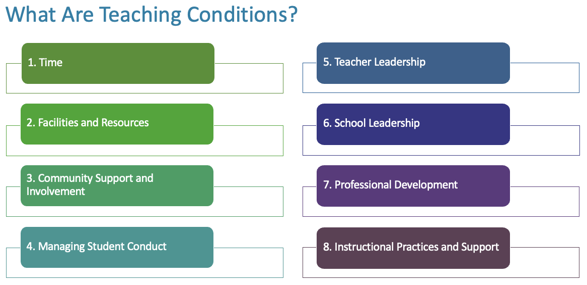 What Are Teaching Conditions?
1. Time
2. Facilities and Resources
3. Community Support and
Involvement
4. Managing Student Conduct
5. Teacher Leadership
6. School Leadership
7. Professional Development
8. Instructional Practices and Support